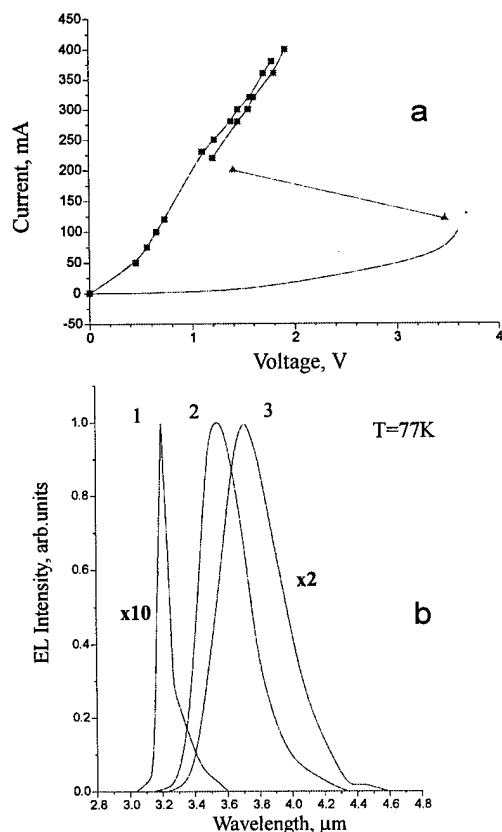 450
400
350
300
250
200
150
100
50
0
-50
Current, mA
a
0 1 2 3 4
Voltage, V
1 2 3
T=77K
1.0
0.8
0.6
0.4
0.2
0.0
EL Intensity, arb.units
x10
x2
b
2.8 3.0 3.2 3.4 3.6 3.8 4.0 4.2 4.4 4.6 4.8
Wavelength, μm